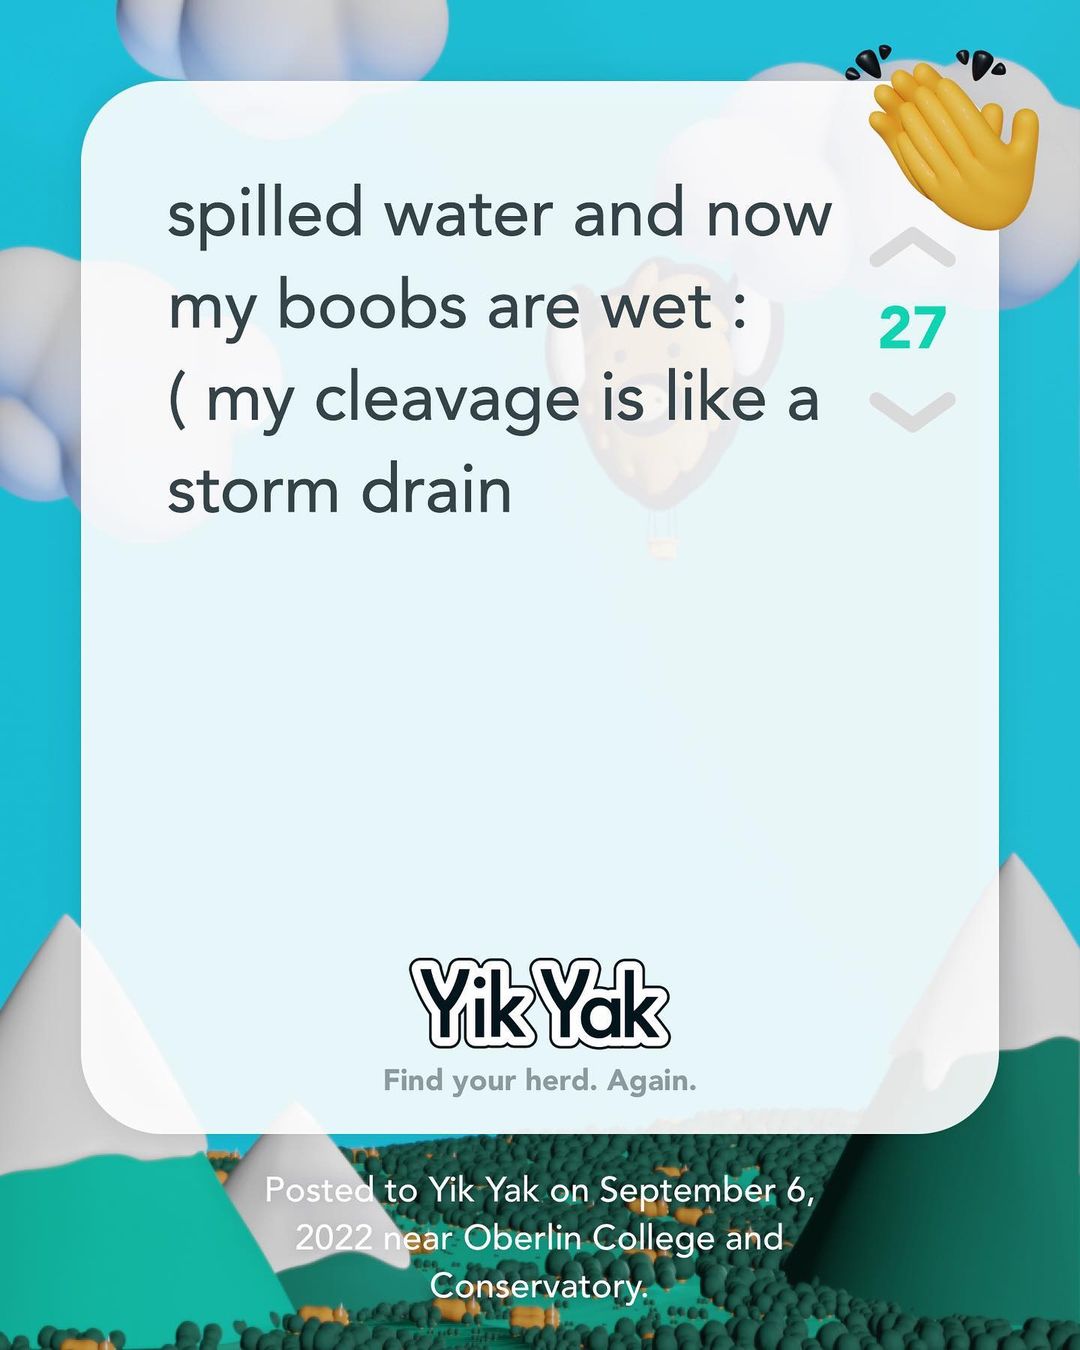 spilled water and now
my boobs are wet :
( my cleavage is like a
storm drain
27
Yik Yak
Find your herd. Again.
Posted to Yik Yak on September 6,
2022 near Oberlin College and
Conservatory.